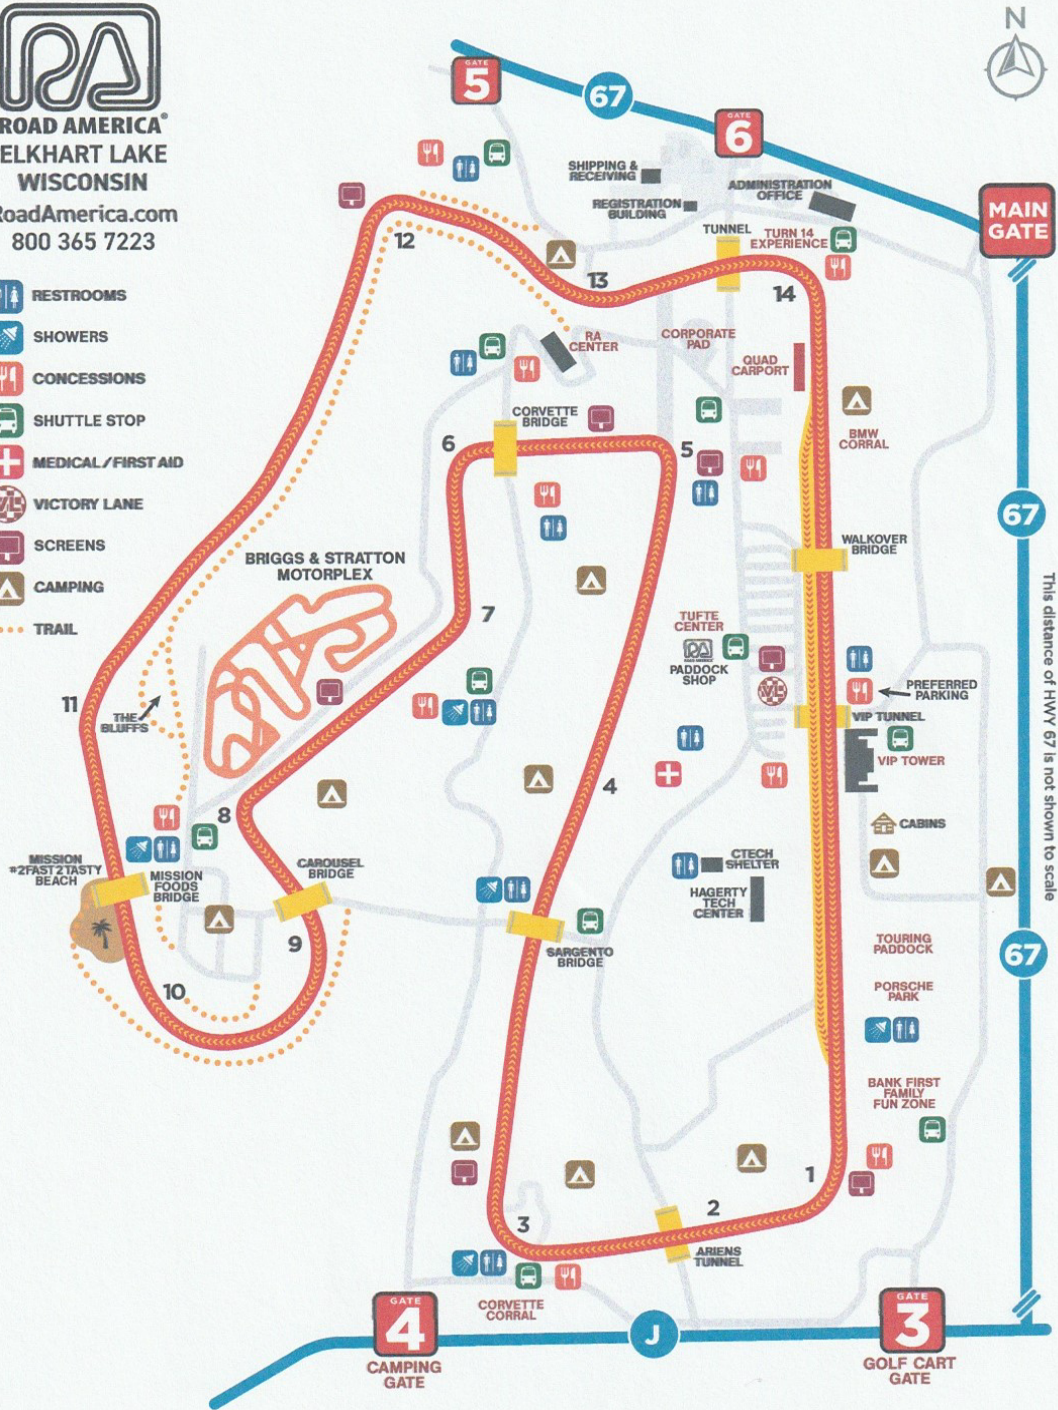 RA
ROAD AMERICA®
ELKHART LAKE
WISCONSIN
RoadAmerica.com
800 365 7223
RESTROOMS
SHOWERS
CONCESSIONS
SHUTTLE STOP
MEDICAL/FIRST AID
VICTORY LANE
SCREENS
CAMPING
TRAIL
N
GATE
5
67
GATE
6
MAIN
GATE
SHIPPING &
RECEIVING
REGISTRATION
BUILDING
ADMINISTRATION
OFFICE
TUNNEL
TURN 14
EXPERIENCE
12
13
14
RA
CENTER
CORPORATE
PAD
QUAD
CARPORT
CORVETTE
BRIDGE
6
5
BMW
CORRAL
67
WALKOVER
BRIDGE
BRIGGS & STRATTON
MOTORPLEX
7
TUFTE
CENTER
RA
ROAD AMERICA
PADDOCK
SHOP
VL
PREFERRED
PARKING
VIP TUNNEL
VIP TOWER
11
THE
BLUFFS
4
8
CABINS
This distance of HWY 67 is not shown to scale
MISSION
#2FAST2TASTY
BEACH
MISSION
FOODS
BRIDGE
CAROUSEL
BRIDGE
CTECH
SHELTER
HAGERTY
TECH
CENTER
9
SARGENTO
BRIDGE
TOURING
PADDOCK
67
10
PORSCHE
PARK
BANK FIRST
FAMILY
FUN ZONE
1
2
3
ARIENS
TUNNEL
CORVETTE
CORRAL
GATE
4
CAMPING
GATE
J
GATE
3
GOLF CART
GATE